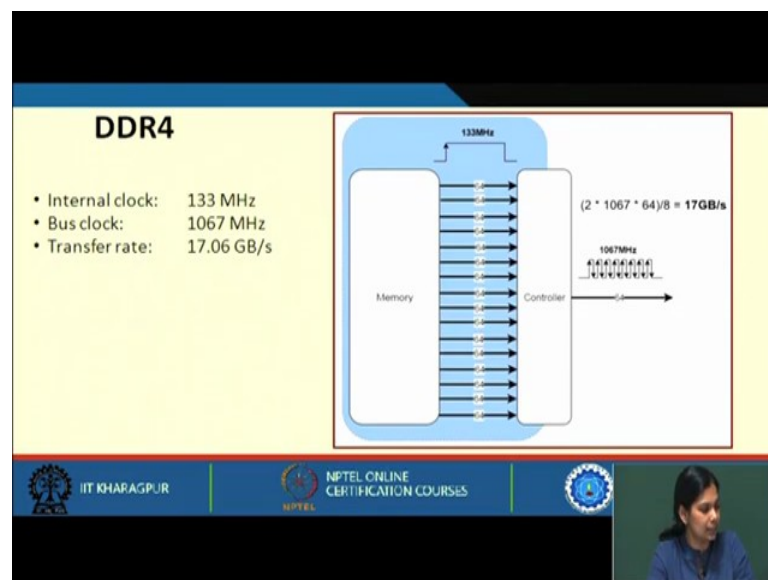 DDR4
• Internal clock: 133 MHz
• Bus clock: 1067 MHz
• Transfer rate: 17.06 GB/s
133MHz
(2 * 1067 * 64)/8 = 17GB/s
1067MHz
Memory
Controller
64
IIT KHARAGPUR
NPTEL
NPTEL ONLINE
CERTIFICATION COURSES